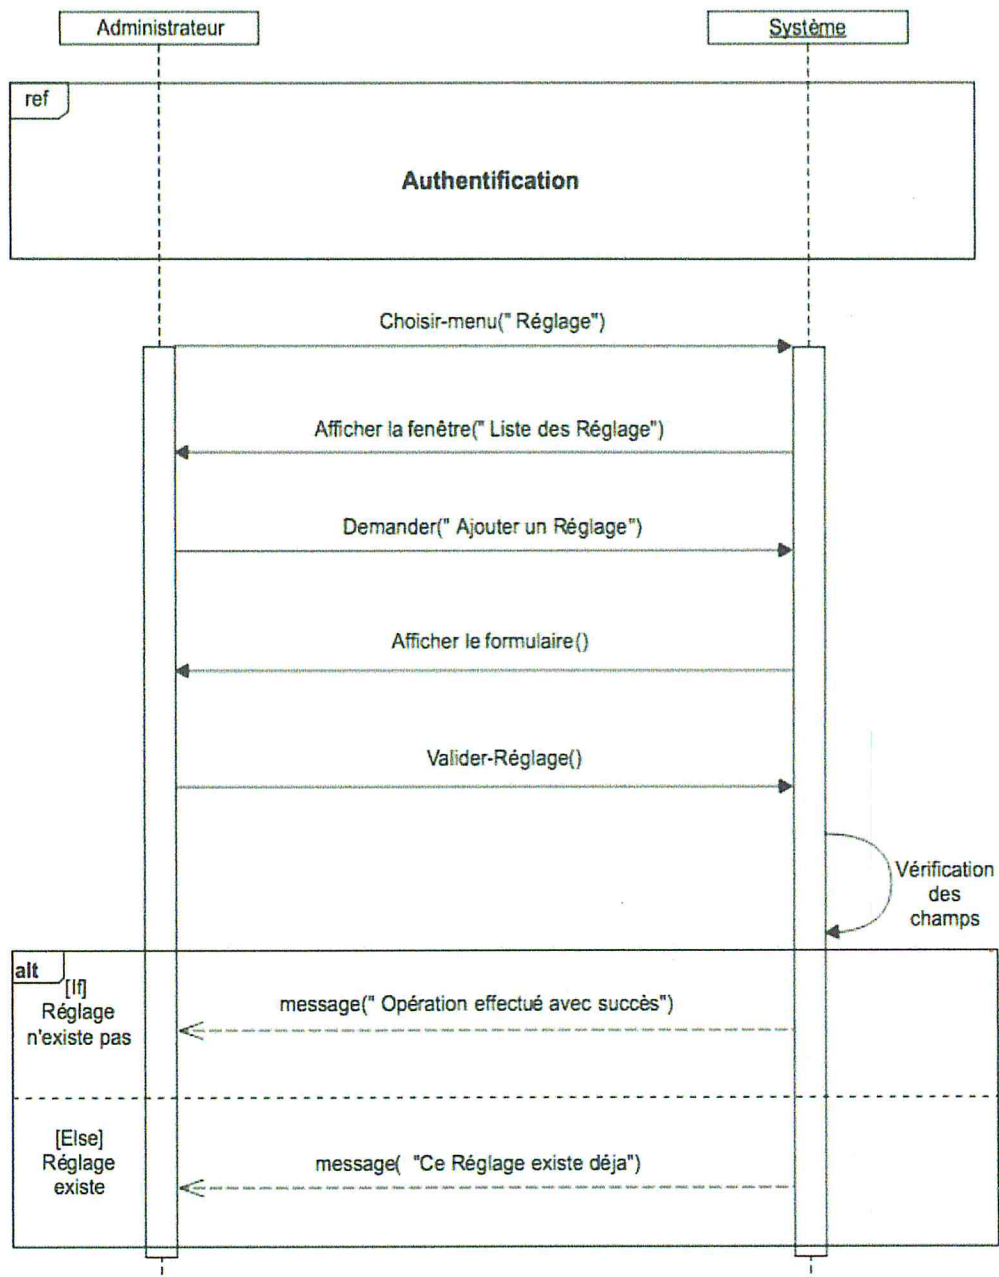 Administrateur
Système
ref
Authentification
Choisir-menu(" Réglage")
Afficher la fenêtre(" Liste des Réglage")
Demander(" Ajouter un Réglage")
Afficher le formulaire()
Valider-Réglage()
Vérification
des
champs
alt
[If]
Réglage
n'existe pas
message(" Opération effectué avec succès")
[Else]
Réglage
existe
message( "Ce Réglage existe déja")